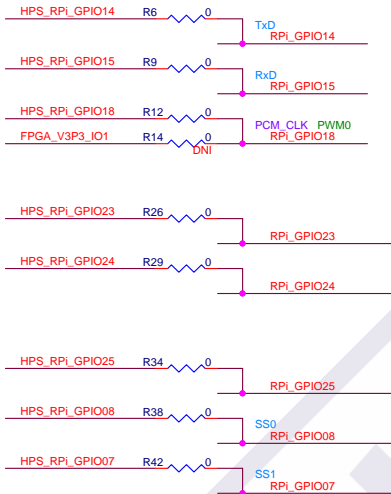 HPS_RPi_GPIO14 R6 0
TxD
RPi_GPIO14
HPS_RPi_GPIO15 R9 0
RxD
RPi_GPIO15
HPS_RPi_GPIO18 R12 0
PCM_CLK PWM0
FPGA_V3P3_IO1 R14 0 RPi_GPIO18
DNI
HPS_RPi_GPIO23 R26 0
RPi_GPIO23
HPS_RPi_GPIO24 R29 0
RPi_GPIO24
HPS_RPi_GPIO25 R34 0
RPi_GPIO25
HPS_RPi_GPIO08 R38 0
SS0
RPi_GPIO08
HPS_RPi_GPIO07 R42 0
SS1
RPi_GPIO07